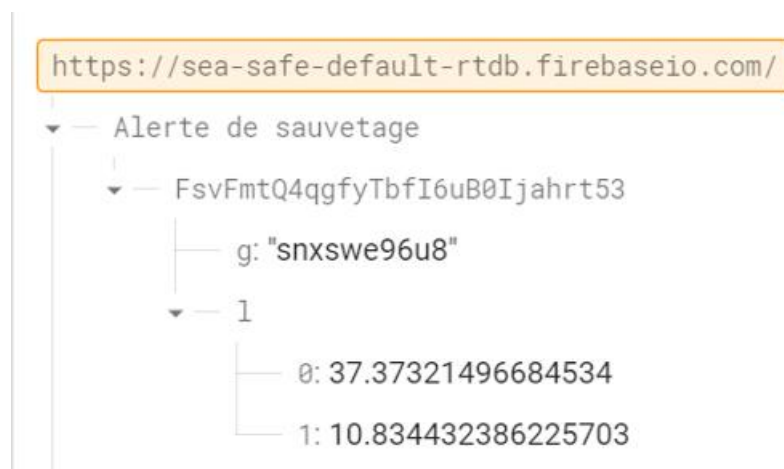 https://sea-safe-default-rtdb.firebaseio.com/
Alerte de sauvetage
FsvFmtQ4qgfyTbfI6uB0Ijahrt53
g: "snxswe96u8"
l
0: 37.37321496684534
1: 10.834432386225703